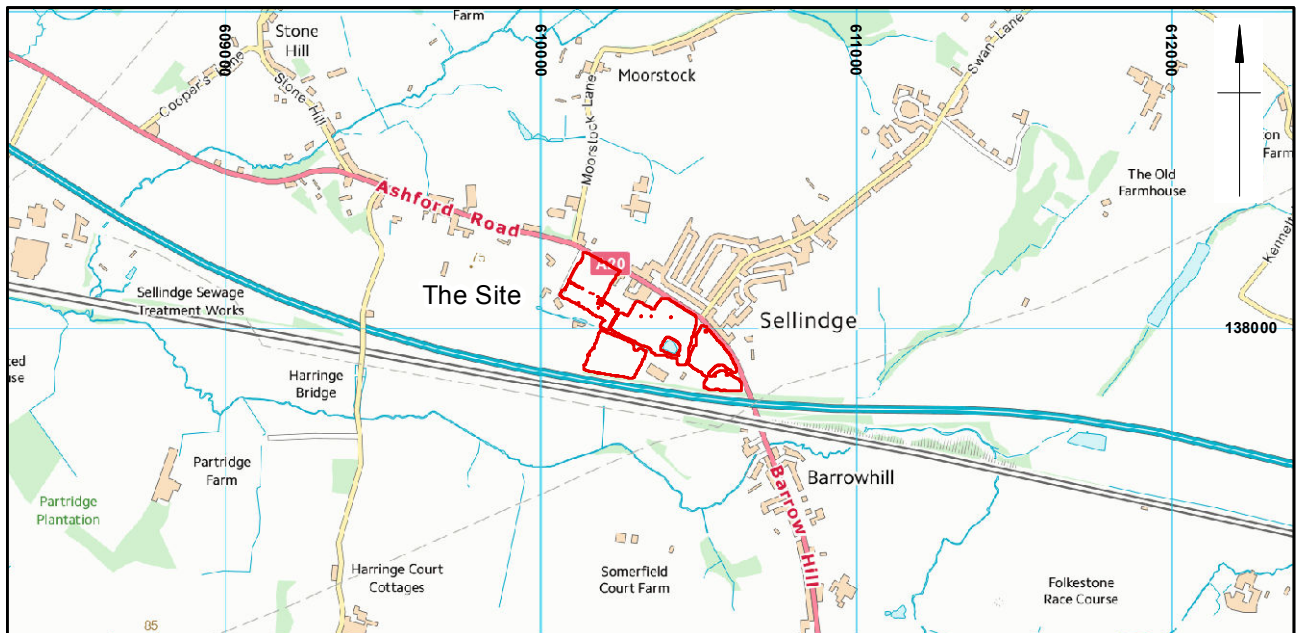 Farm
Stone
Hill
609000
610000
611000
612000
Cooper's Lane
Stone Hill
Moorstock
Moorstock Lane
Swan Lane
Farm
The Old
Farmhouse
Ashford Road
A20
The Site
Sellindge Sewage
Treatment Works
Sellindge
138000
Harringe
Bridge
Partridge
Farm
Partridge
Plantation
Barrowhill
Barrow Hill
Harringe Court
Cottages
Somerfield
Court Farm
Folkestone
Race Course
85